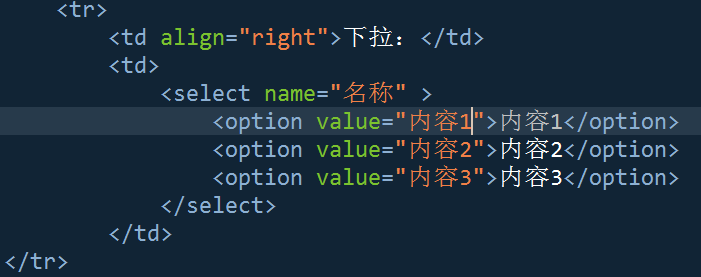 <tr>
<td align="right">下拉：</td>
<td>
<select name="名称" >
<option value="内容1">内容1</option>
<option value="内容2">内容2</option>
<option value="内容3">内容3</option>
</select>
</td>
</tr>